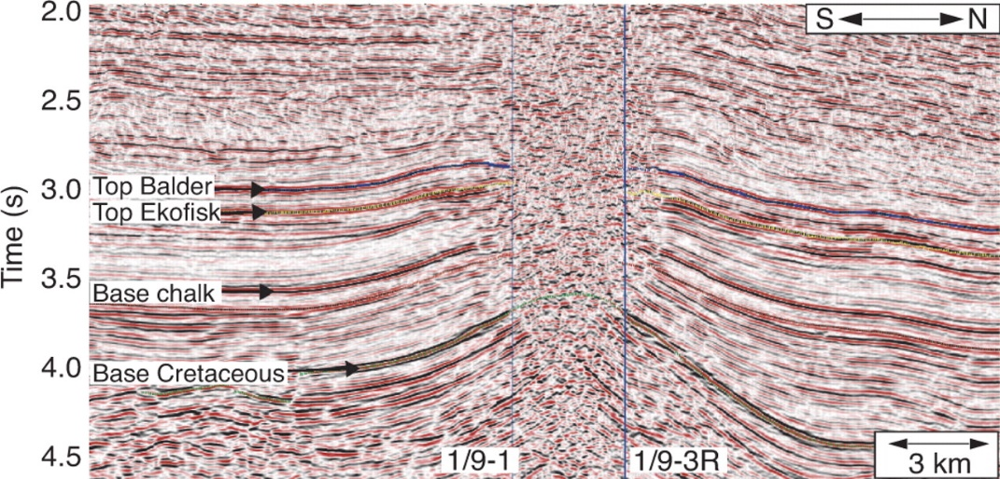 2.0
S N
2.5
3.0
Top Balder
Top Ekofisk
Time (s)
3.5
Base chalk
4.0
Base Cretaceous
4.5
1/9-1
1/9-3R
3 km